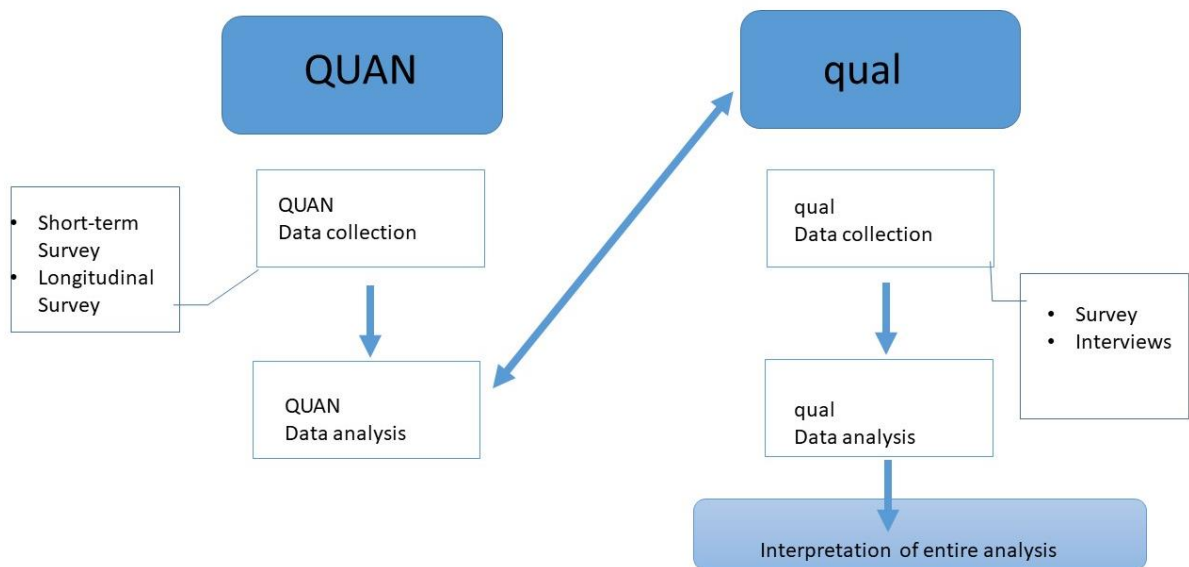 QUAN
qual
• Short-term
Survey
• Longitudinal
Survey
QUAN
Data collection
QUAN
Data analysis
qual
Data collection
• Survey
• Interviews
qual
Data analysis
Interpretation of entire analysis